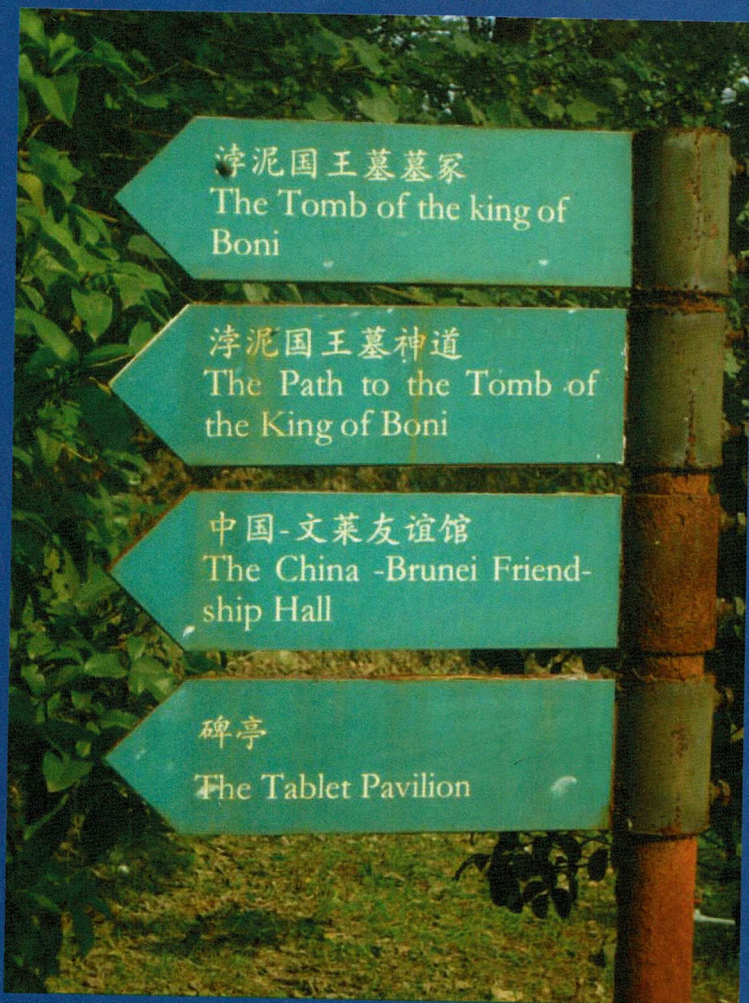 浡泥国王墓墓冢
The Tomb of the king of
Boni
浡泥国王墓神道
The Path to the Tomb of
the King of Boni
中国-文莱友谊馆
The China -Brunei Friend-
ship Hall
碑亭
The Tablet Pavilion